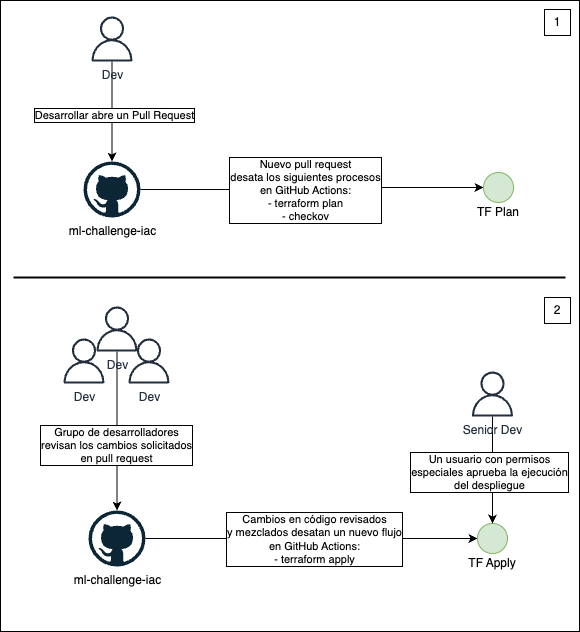 1
Dev
Desarrollar abre un Pull Request
Nuevo pull request
desata los siguientes procesos
en GitHub Actions:
- terraform plan
- checkov
TF Plan
ml-challenge-iac
2
Dev
Dev
Dev
Senior Dev
Grupo de desarrolladores
revisan los cambios solicitados
en pull request
Un usuario con permisos
especiales aprueba la ejecución
del despliegue
Cambios en código revisados
y mezclados desatan un nuevo flujo
en GitHub Actions:
- terraform apply
TF Apply
ml-challenge-iac